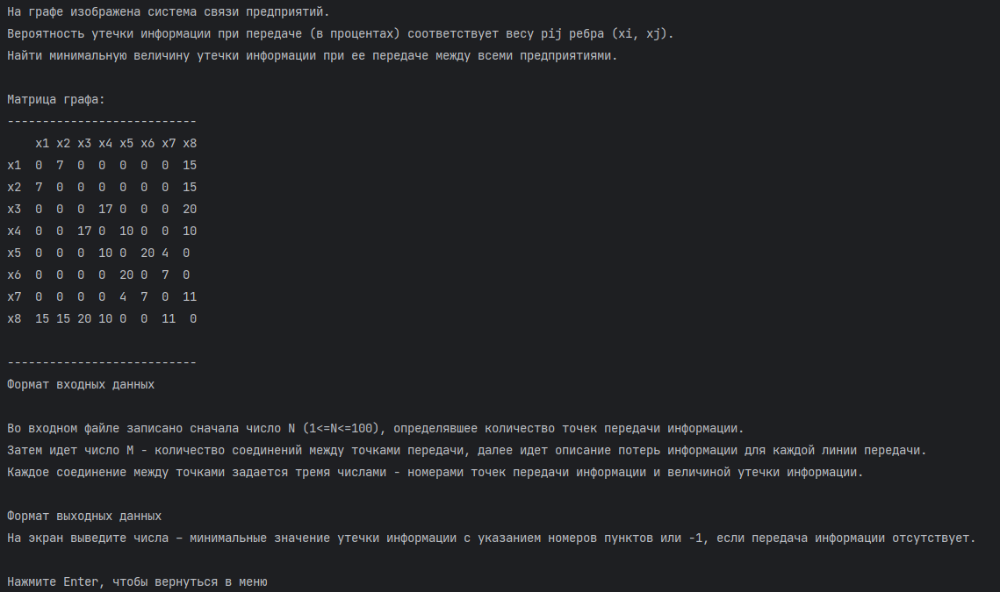 На графе изображена система связи предприятий.
Вероятность утечки информации при передаче (в процентах) соответствует весу pij ребра (xi, xj).
Найти минимальную величину утечки информации при ее передаче между всеми предприятиями.

Матрица графа:
---------------------------
    x1 x2 x3 x4 x5 x6 x7 x8
x1  0  7  0  0  0  0  0  15
x2  7  0  0  0  0  0  0  15
x3  0  0  0  17 0  0  0  20
x4  0  0  17 0  10 0  0  10
x5  0  0  0  10 0  20 4  0
x6  0  0  0  0  20 0  7  0
x7  0  0  0  0  4  7  0  11
x8  15 15 20 10 0  0  11  0

---------------------------
Формат входных данных

Во входном файле записано сначала число N (1<=N<=100), определявшее количество точек передачи информации.
Затем идет число M - количество соединений между точками передачи, далее идет описание потерь информации для каждой линии передачи.
Каждое соединение между точками задается тремя числами - номерами точек передачи информации и величиной утечки информации.

Формат выходных данных
На экран выведите числа – минимальные значение утечки информации с указанием номеров пунктов или -1, если передача информации отсутствует.

Нажмите Enter, чтобы вернуться в меню